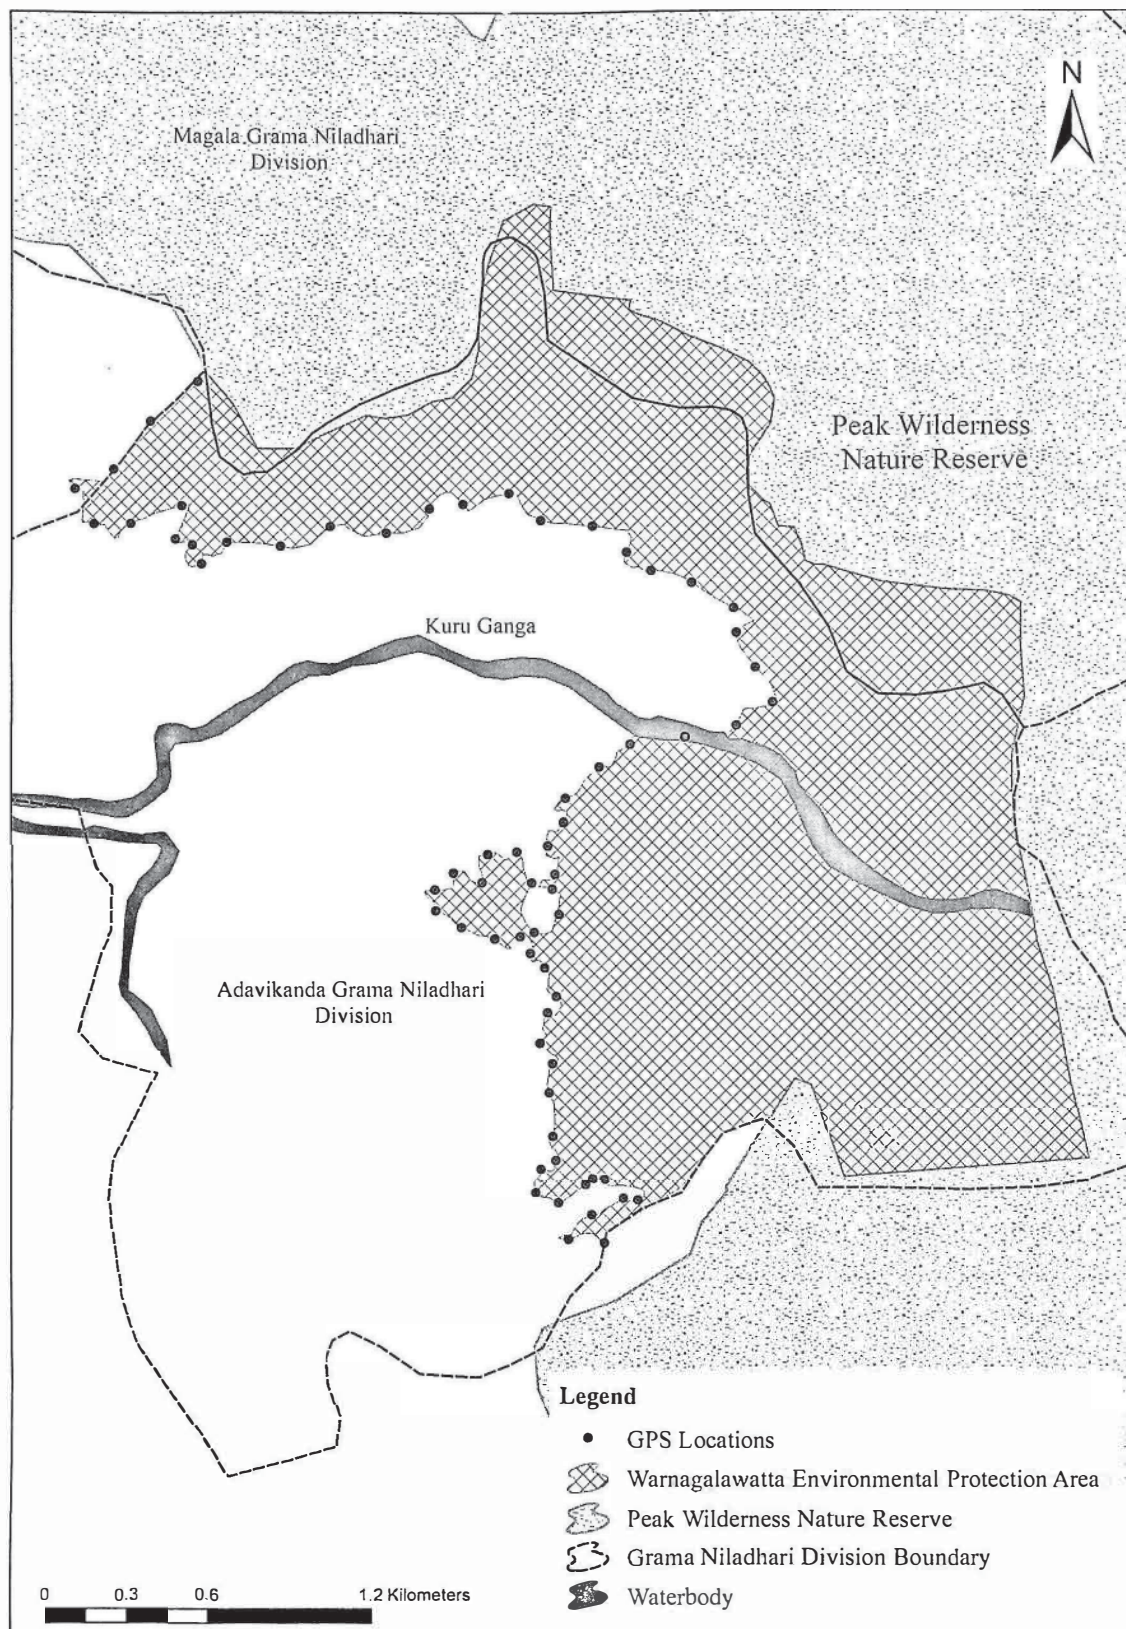 N
Magala Grama Niladhari
Division
Peak Wilderness
Nature Reserve
Kuru Ganga
Adavikanda Grama Niladhari
Division
Legend
GPS Locations
Warnagalawatta Environmental Protection Area
Peak Wilderness Nature Reserve
Grama Niladhari Division Boundary
Waterbody
0 0.3 0.6 1.2 Kilometers